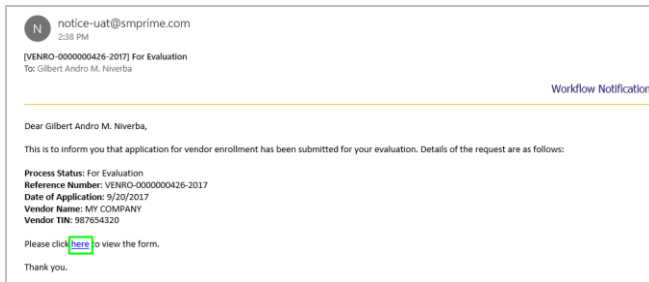 N
notice-uat@smprime.com
2:38 PM
[VENRO-0000000426-2017] For Evaluation
To: Gilbert Andro M. Niverba
Workflow Notification
Dear Gilbert Andro M. Niverba,
This is to inform you that application for vendor enrollment has been submitted for your evaluation. Details of the request are as follows:
Process Status: For Evaluation
Reference Number: VENRO-0000000426-2017
Date of Application: 9/20/2017
Vendor Name: MY COMPANY
Vendor TIN: 987654320
Please click here to view the form.
Thank you.